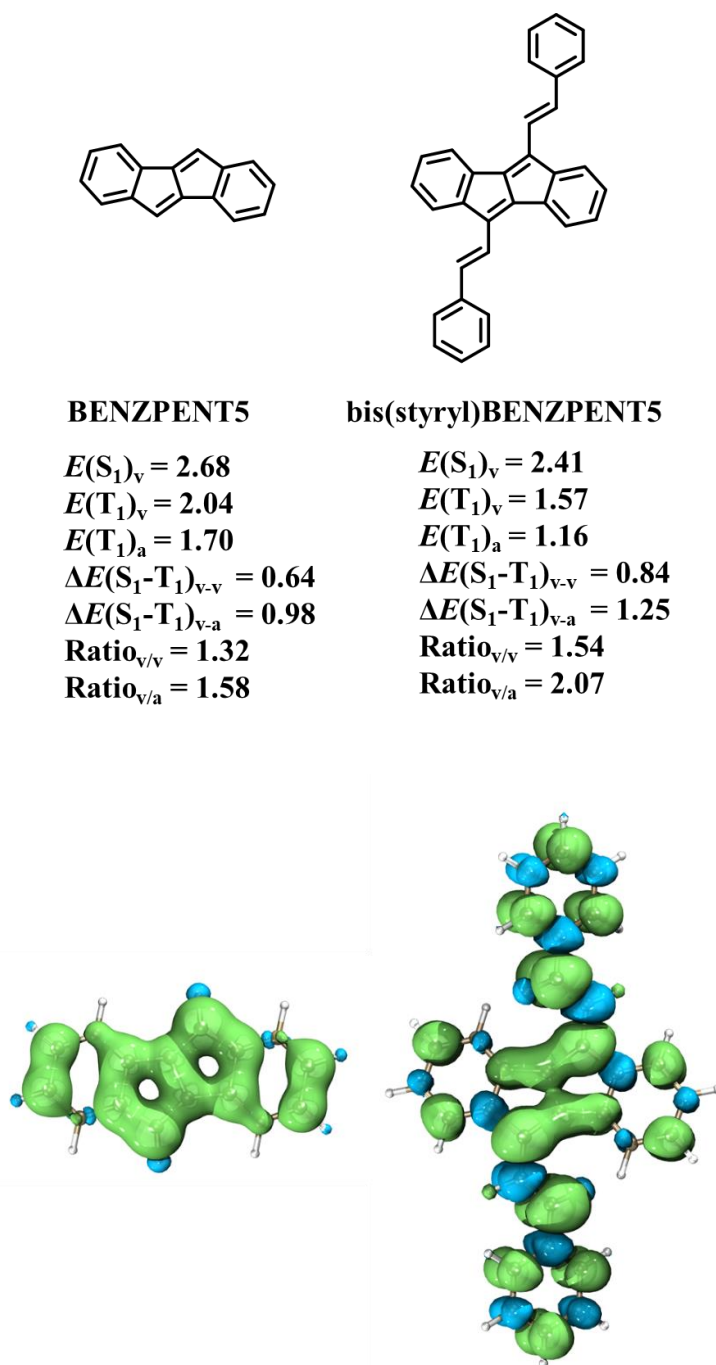 BENZPENT5
E(S₁)ᵥ = 2.68
E(T₁)ᵥ = 2.04
E(T₁)ₐ = 1.70
ΔE(S₁-T₁)ᵥ₋ᵥ = 0.64
ΔE(S₁-T₁)ᵥ₋ₐ = 0.98
Ratioᵥ/ᵥ = 1.32
Ratioᵥ/ₐ = 1.58
bis(styryl)BENZPENT5
E(S₁)ᵥ = 2.41
E(T₁)ᵥ = 1.57
E(T₁)ₐ = 1.16
ΔE(S₁-T₁)ᵥ₋ᵥ = 0.84
ΔE(S₁-T₁)ᵥ₋ₐ = 1.25
Ratioᵥ/ᵥ = 1.54
Ratioᵥ/ₐ = 2.07